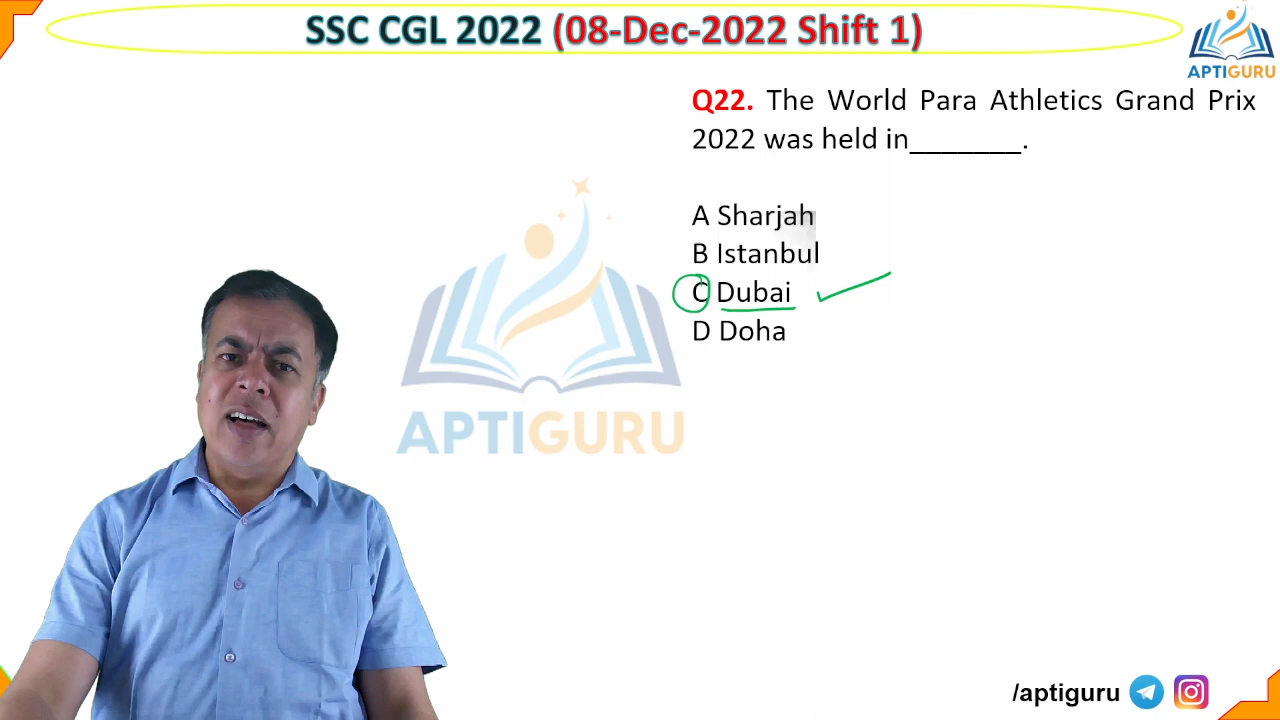 SSC CGL 2022 (08-Dec-2022 Shift 1)
APTIGURU
Q22. The World Para Athletics Grand Prix
2022 was held in_______.
A Sharjah
B Istanbul
C Dubai
D Doha
APTIGURU
/aptiguru